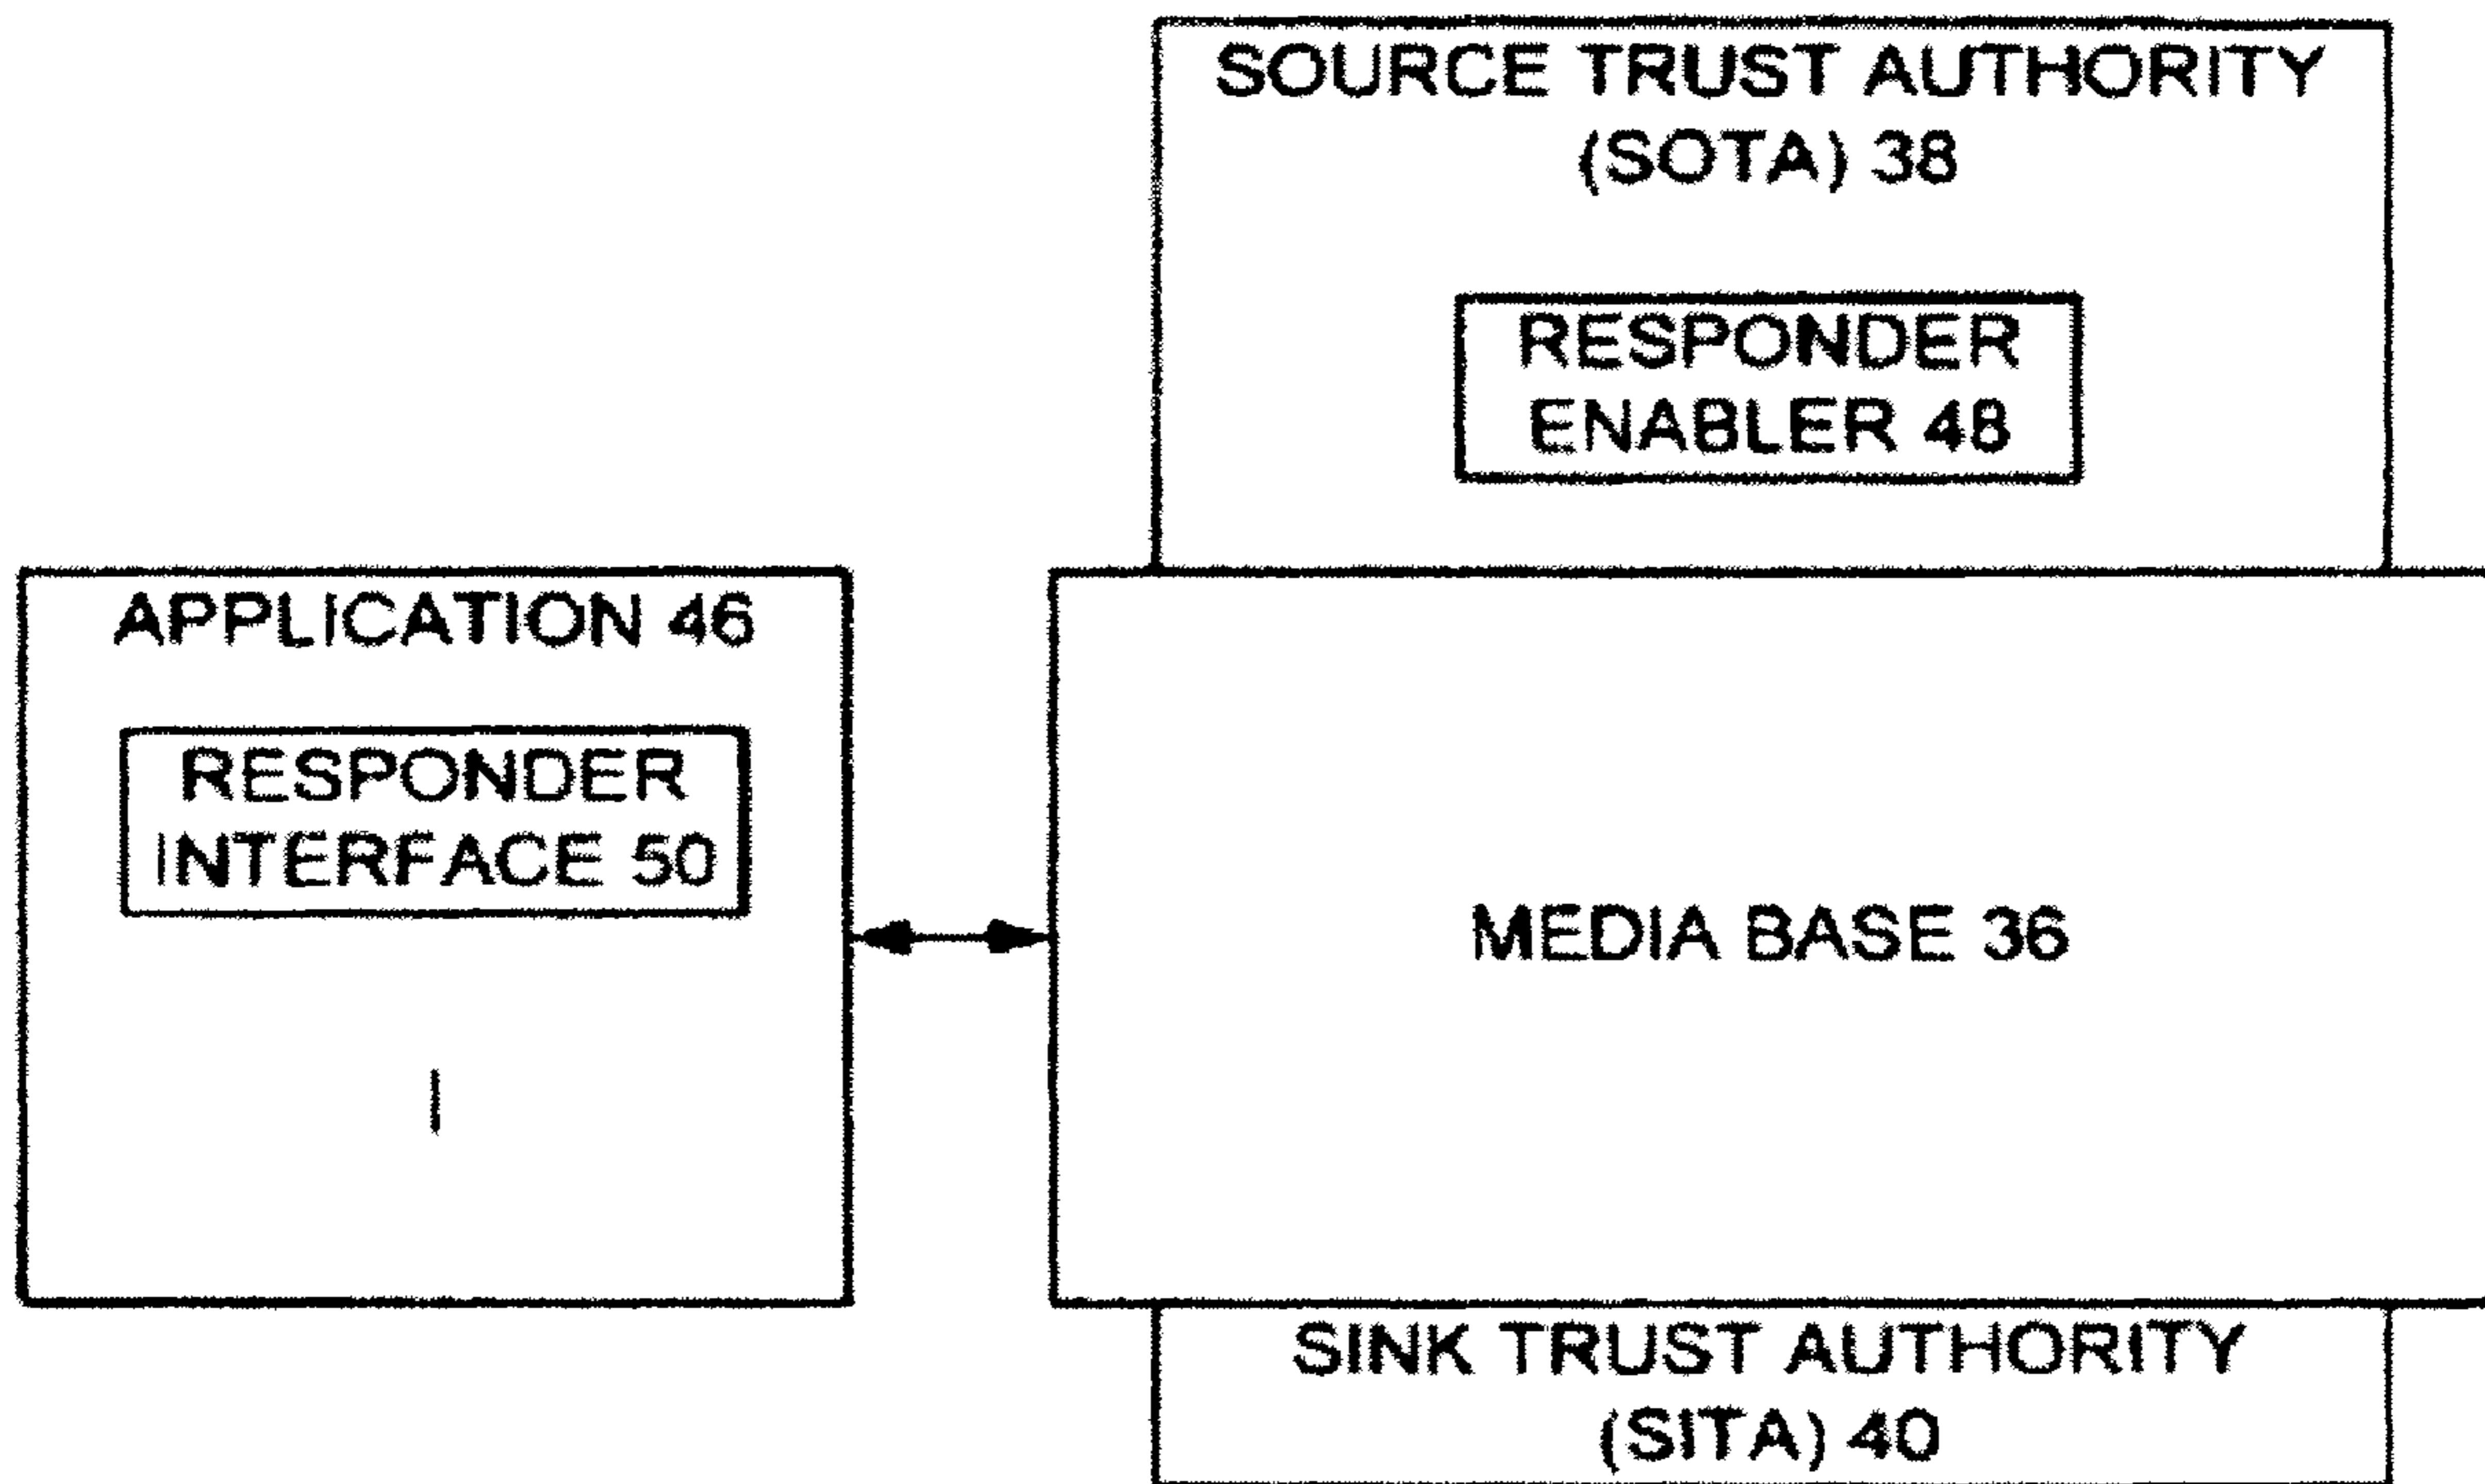 SOURCE TRUST AUTHORITY
(SOTA) 38
RESPONDER
ENABLER 48
APPLICATION 46
RESPONDER
INTERFACE 50
MEDIA BASE 36
SINK TRUST AUTHORITY
(SITA) 40